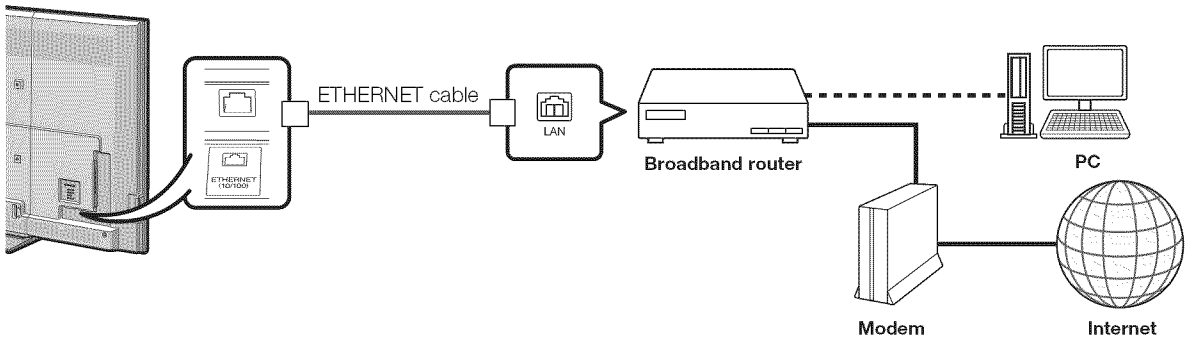 ETHERNET cable
LAN
ETHERNET
(10/100)
Broadband router
PC
Modem
Internet